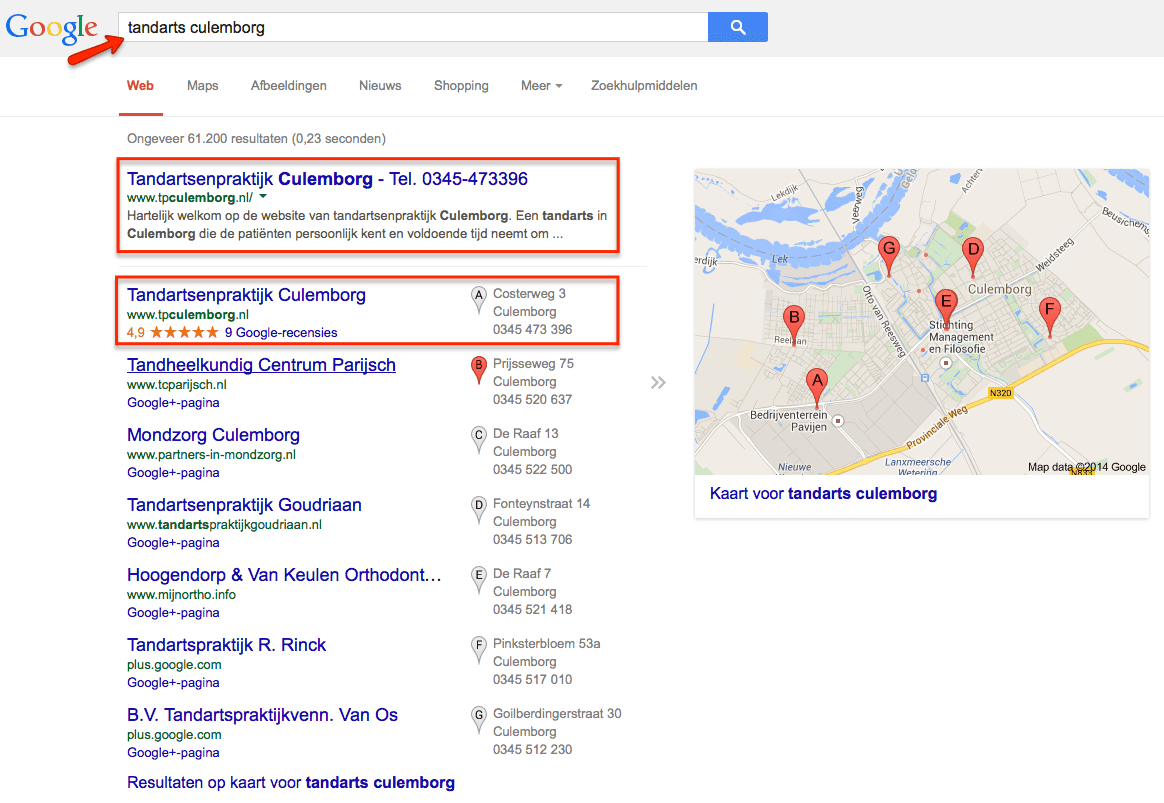 Google
tandarts culemborg
Web Maps Afbeeldingen Nieuws Shopping Meer Zoekhulpmiddelen
Ongeveer 61.200 resultaten (0,23 seconden)
Tandartsenpraktijk Culemborg - Tel. 0345-473396
www.tpculemborg.nl/
Hartelijk welkom op de website van tandartsenpraktijk Culemborg. Een tandarts in
Culemborg die de patiënten persoonlijk kent en voldoende tijd neemt om ...
Tandartsenpraktijk Culemborg
www.tpculemborg.nl
4,9 9 Google-recensies
A Costerweg 3
Culemborg
0345 473 396
Tandheelkundig Centrum Parijsch
www.tcparijsch.nl
Google+-pagina
B Prijsseweg 75
Culemborg
0345 520 637
Mondzorg Culemborg
www.partners-in-mondzorg.nl
Google+-pagina
C De Raaf 13
Culemborg
0345 522 500
Tandartsenpraktijk Goudriaan
www.tandartspraktijkgoudriaan.nl
Google+-pagina
D Fonteynstraat 14
Culemborg
0345 513 706
Hoogendorp & Van Keulen Orthodont...
www.mijnortho.info
Google+-pagina
E De Raaf 7
Culemborg
0345 521 418
Tandartspraktijk R. Rinck
plus.google.com
Google+-pagina
F Pinksterbloem 53a
Culemborg
0345 517 010
B.V. Tandartspraktijkvenn. Van Os
plus.google.com
Google+-pagina
G Goilberdingerstraat 30
Culemborg
0345 512 230
Resultaten op kaart voor tandarts culemborg
Lekdijk
Veerweg
Achterw
Beusichemse
Weidsteeg
erdijk
Lek
G
D
Culemborg
Otto van Reesweg
E
F
B
Reelaan
Stichting
Management
en Filosofie
A
N320
Bedrijventerrein
Pavijen
Provinciale Weg
Nieuwe
Lanxmeersche
Wetering
Map data ©2014 Google
N833
Kaart voor tandarts culemborg